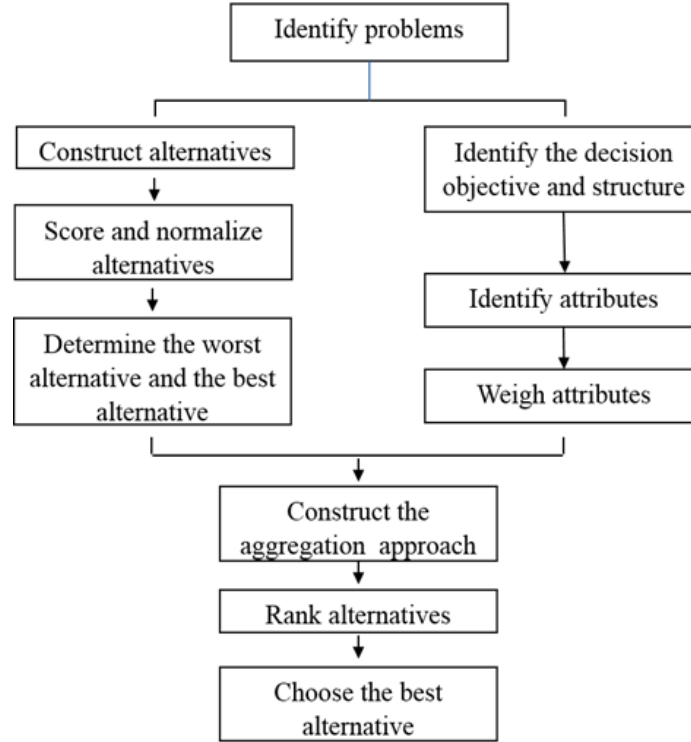 Identify problems
Construct alternatives
Score and normalize
alternatives
Determine the worst
alternative and the best
alternative
Identify the decision
objective and structure
Identify attributes
Weigh attributes
Construct the
aggregation approach
Rank alternatives
Choose the best
alternative